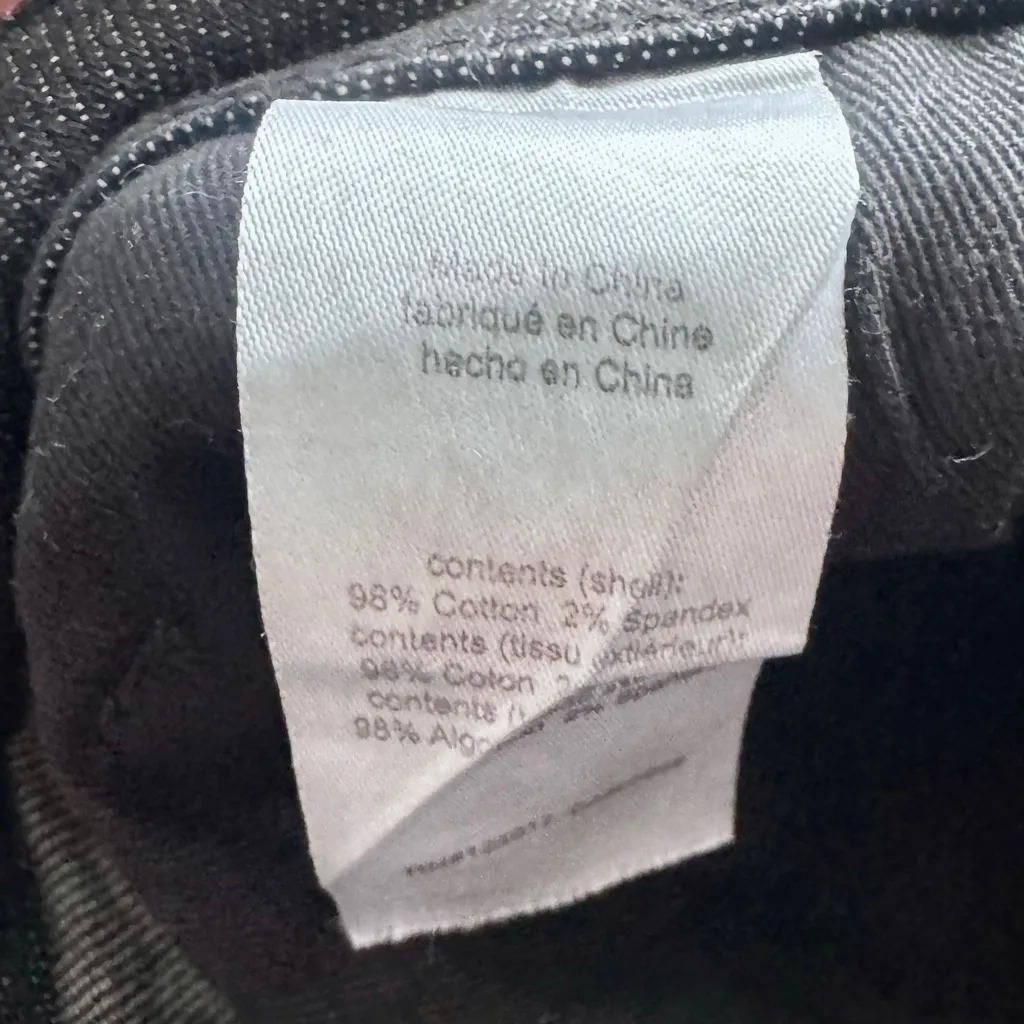 Made in China
fabriqué en Chine
hecho en China
contents (shell):
98% Cotton 2% Spandex
contents (tissu extérieur):
98% Coton
contents
98%